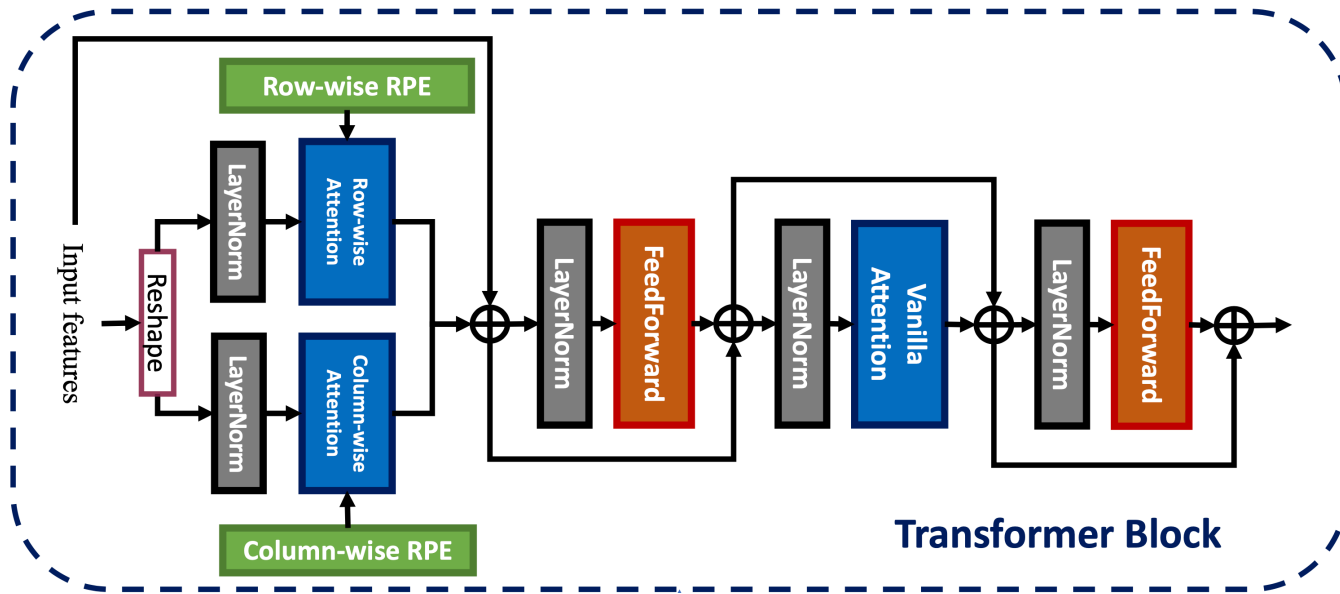 Row-wise RPE
Input features
Reshape
LayerNorm
Row-wise
Attention
LayerNorm
Column-wise
Attention
Column-wise RPE
LayerNorm
FeedForward
LayerNorm
Vanilla
Attention
LayerNorm
FeedForward
Transformer Block